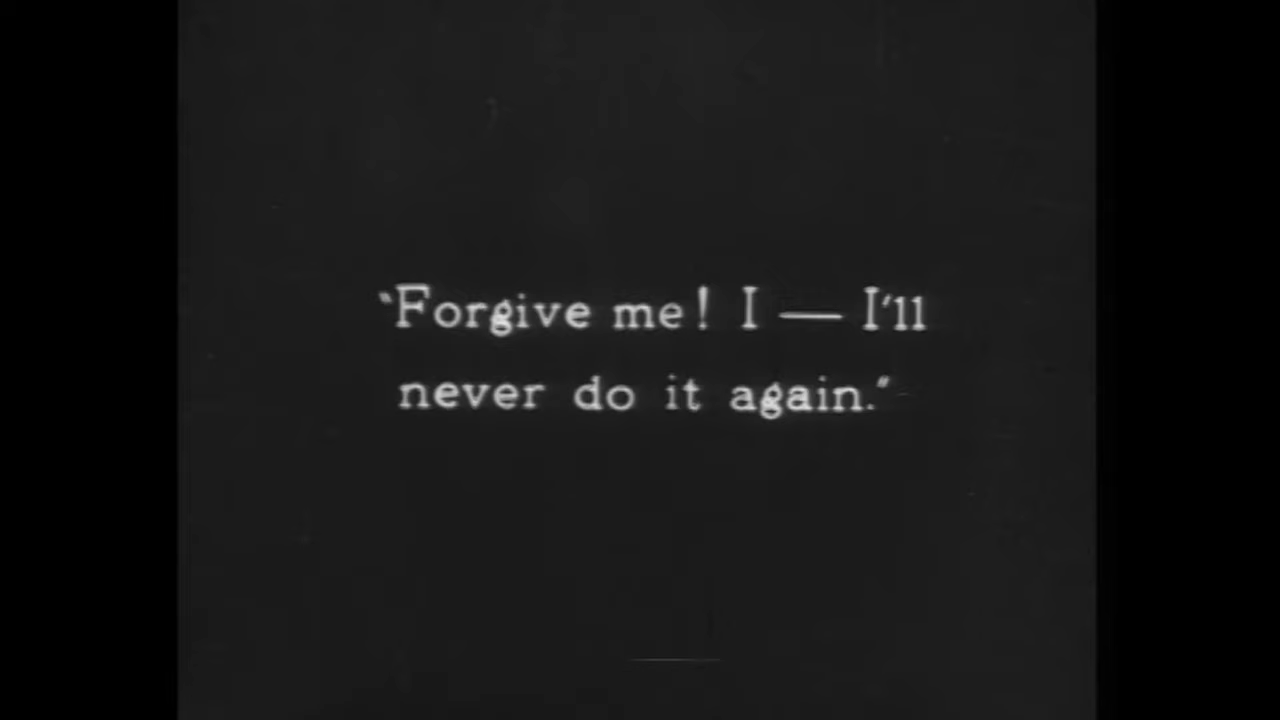 "Forgive me! I — I'll
never do it again."